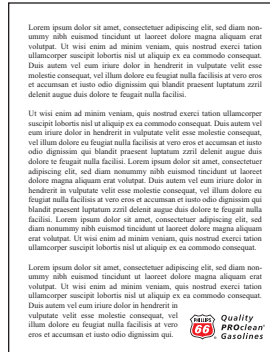 Lorem ipsum dolor sit amet, consectetuer adipiscing elit, sed diam non-
ummy nibh euismod tincidunt ut laoreet dolore magna aliquam erat
volutpat. Ut wisi enim ad minim veniam, quis nostrud exerci tation
ullamcorper suscipit lobortis nisl ut aliquip ex ea commodo consequat.
Duis autem vel eum iriure dolor in hendrerit in vulputate velit esse
molestie consequat, vel illum dolore eu feugiat nulla facilisis at vero eros
et accumsan et iusto odio dignissim qui blandit praesent luptatum zzril
delenit augue duis dolore te feugait nulla facilisi.

Ut wisi enim ad minim veniam, quis nostrud exerci tation ullamcorper
suscipit lobortis nisl ut aliquip ex ea commodo consequat. Duis autem vel
eum iriure dolor in hendrerit in vulputate velit esse molestie consequat,
vel illum dolore eu feugiat nulla facilisis at vero eros et accumsan et iusto
odio dignissim qui blandit praesent luptatum zzril delenit augue duis
dolore te feugait nulla facilisi. Lorem ipsum dolor sit amet, consectetuer
adipiscing elit, sed diam nonummy nibh euismod tincidunt ut laoreet
dolore magna aliquam erat volutpat. Duis autem vel eum iriure dolor in
hendrerit in vulputate velit esse molestie consequat, vel illum dolore eu
feugiat nulla facilisis at vero eros et accumsan et iusto odio dignissim qui
blandit praesent luptatum zzril delenit augue duis dolore te feugait nulla
facilisi. Lorem ipsum dolor sit amet, consectetuer adipiscing elit, sed
diam nonummy nibh euismod tincidunt ut laoreet dolore magna aliquam
erat volutpat. Ut wisi enim ad minim veniam, quis nostrud exerci tation
ullamcorper suscipit lobortis nisl ut aliquip ex ea commodo consequat.

Lorem ipsum dolor sit amet, consectetuer adipiscing elit, sed diam non-
ummy nibh euismod tincidunt ut laoreet dolore magna aliquam erat
volutpat. Ut wisi enim ad minim veniam, quis nostrud exerci tation
ullamcorper suscipit lobortis nisl ut aliquip ex ea commodo consequat.
Duis autem vel eum iriure dolor in hendrerit in
vulputate velit esse molestie consequat, vel
illum dolore eu feugiat nulla facilisis at vero
eros et accumsan et iusto odio dignissim qui.
PHILLIPS
66
Quality
PROclean®
Gasolines